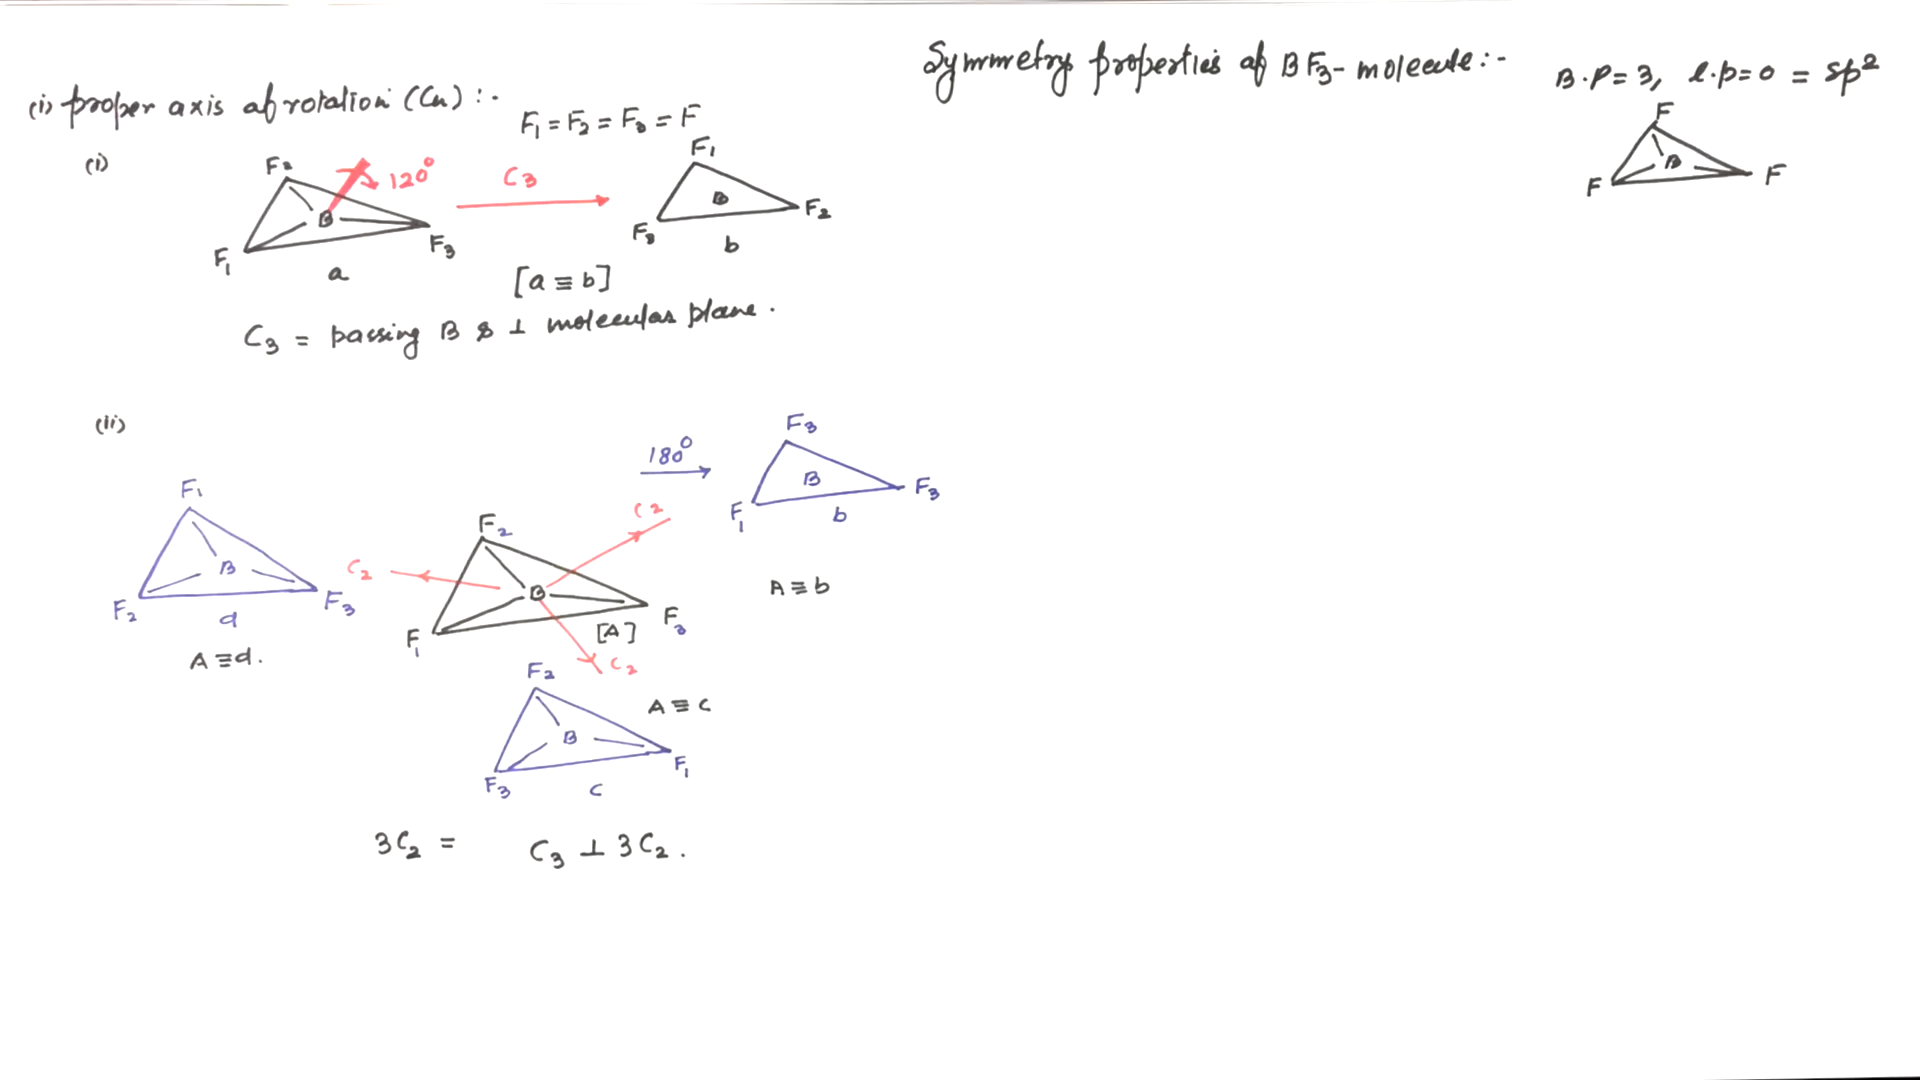 Symmetry properties of BF₃- molecule:-
B.P=3, l.p=0 = sp²
F
B
F F
(i) proper axis of rotation (Cn) :-
F₁ = F₂ = F₃ = F
(i)
F₂ 120° C₃ F₁
B B
F₁ F₃ F₃ F₂
a b
[a ≡ b]
C₃ = passing B & ⊥ molecular plane.
(ii)
180° F₃
B
F₁ F₃
b
F₁
B
F₂ F₃
d
A ≡ d.
C₂ F₂ C₂
B
F₁ F₃
[A]
C₂
A ≡ b
F₂
A ≡ c
B
F₃ F₁
c
3C₂ = C₃ ⊥ 3C₂.